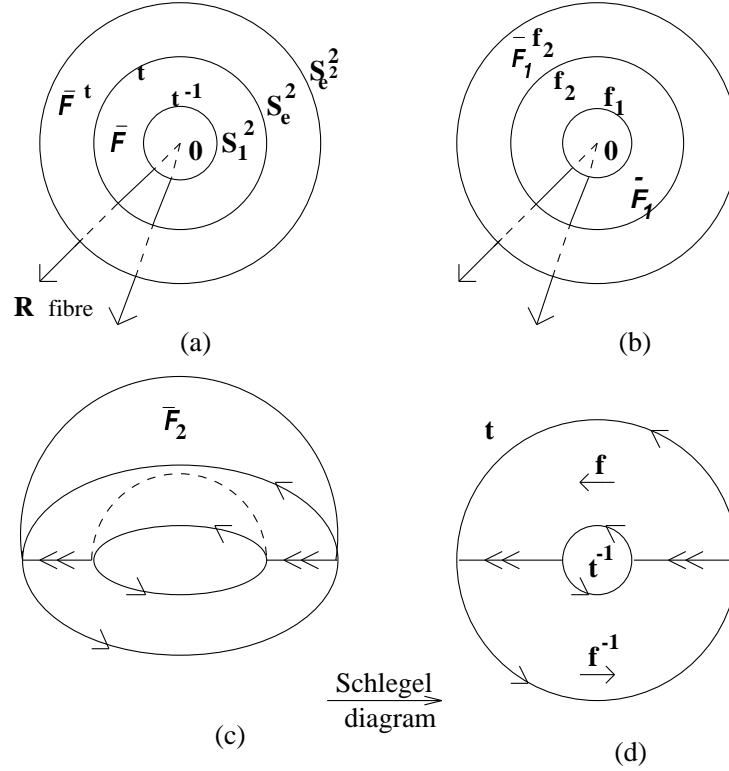 F̄ t t t⁻¹ S₁² Sₑ² Sₑ²²
F̄ 0
R fibre
(a)
F̄₁ f₂ f₂ f₁
0
F̄₁
(b)
F̄₂
(c)
t
f
t⁻¹
f⁻¹
(d)
Schlegel
diagram